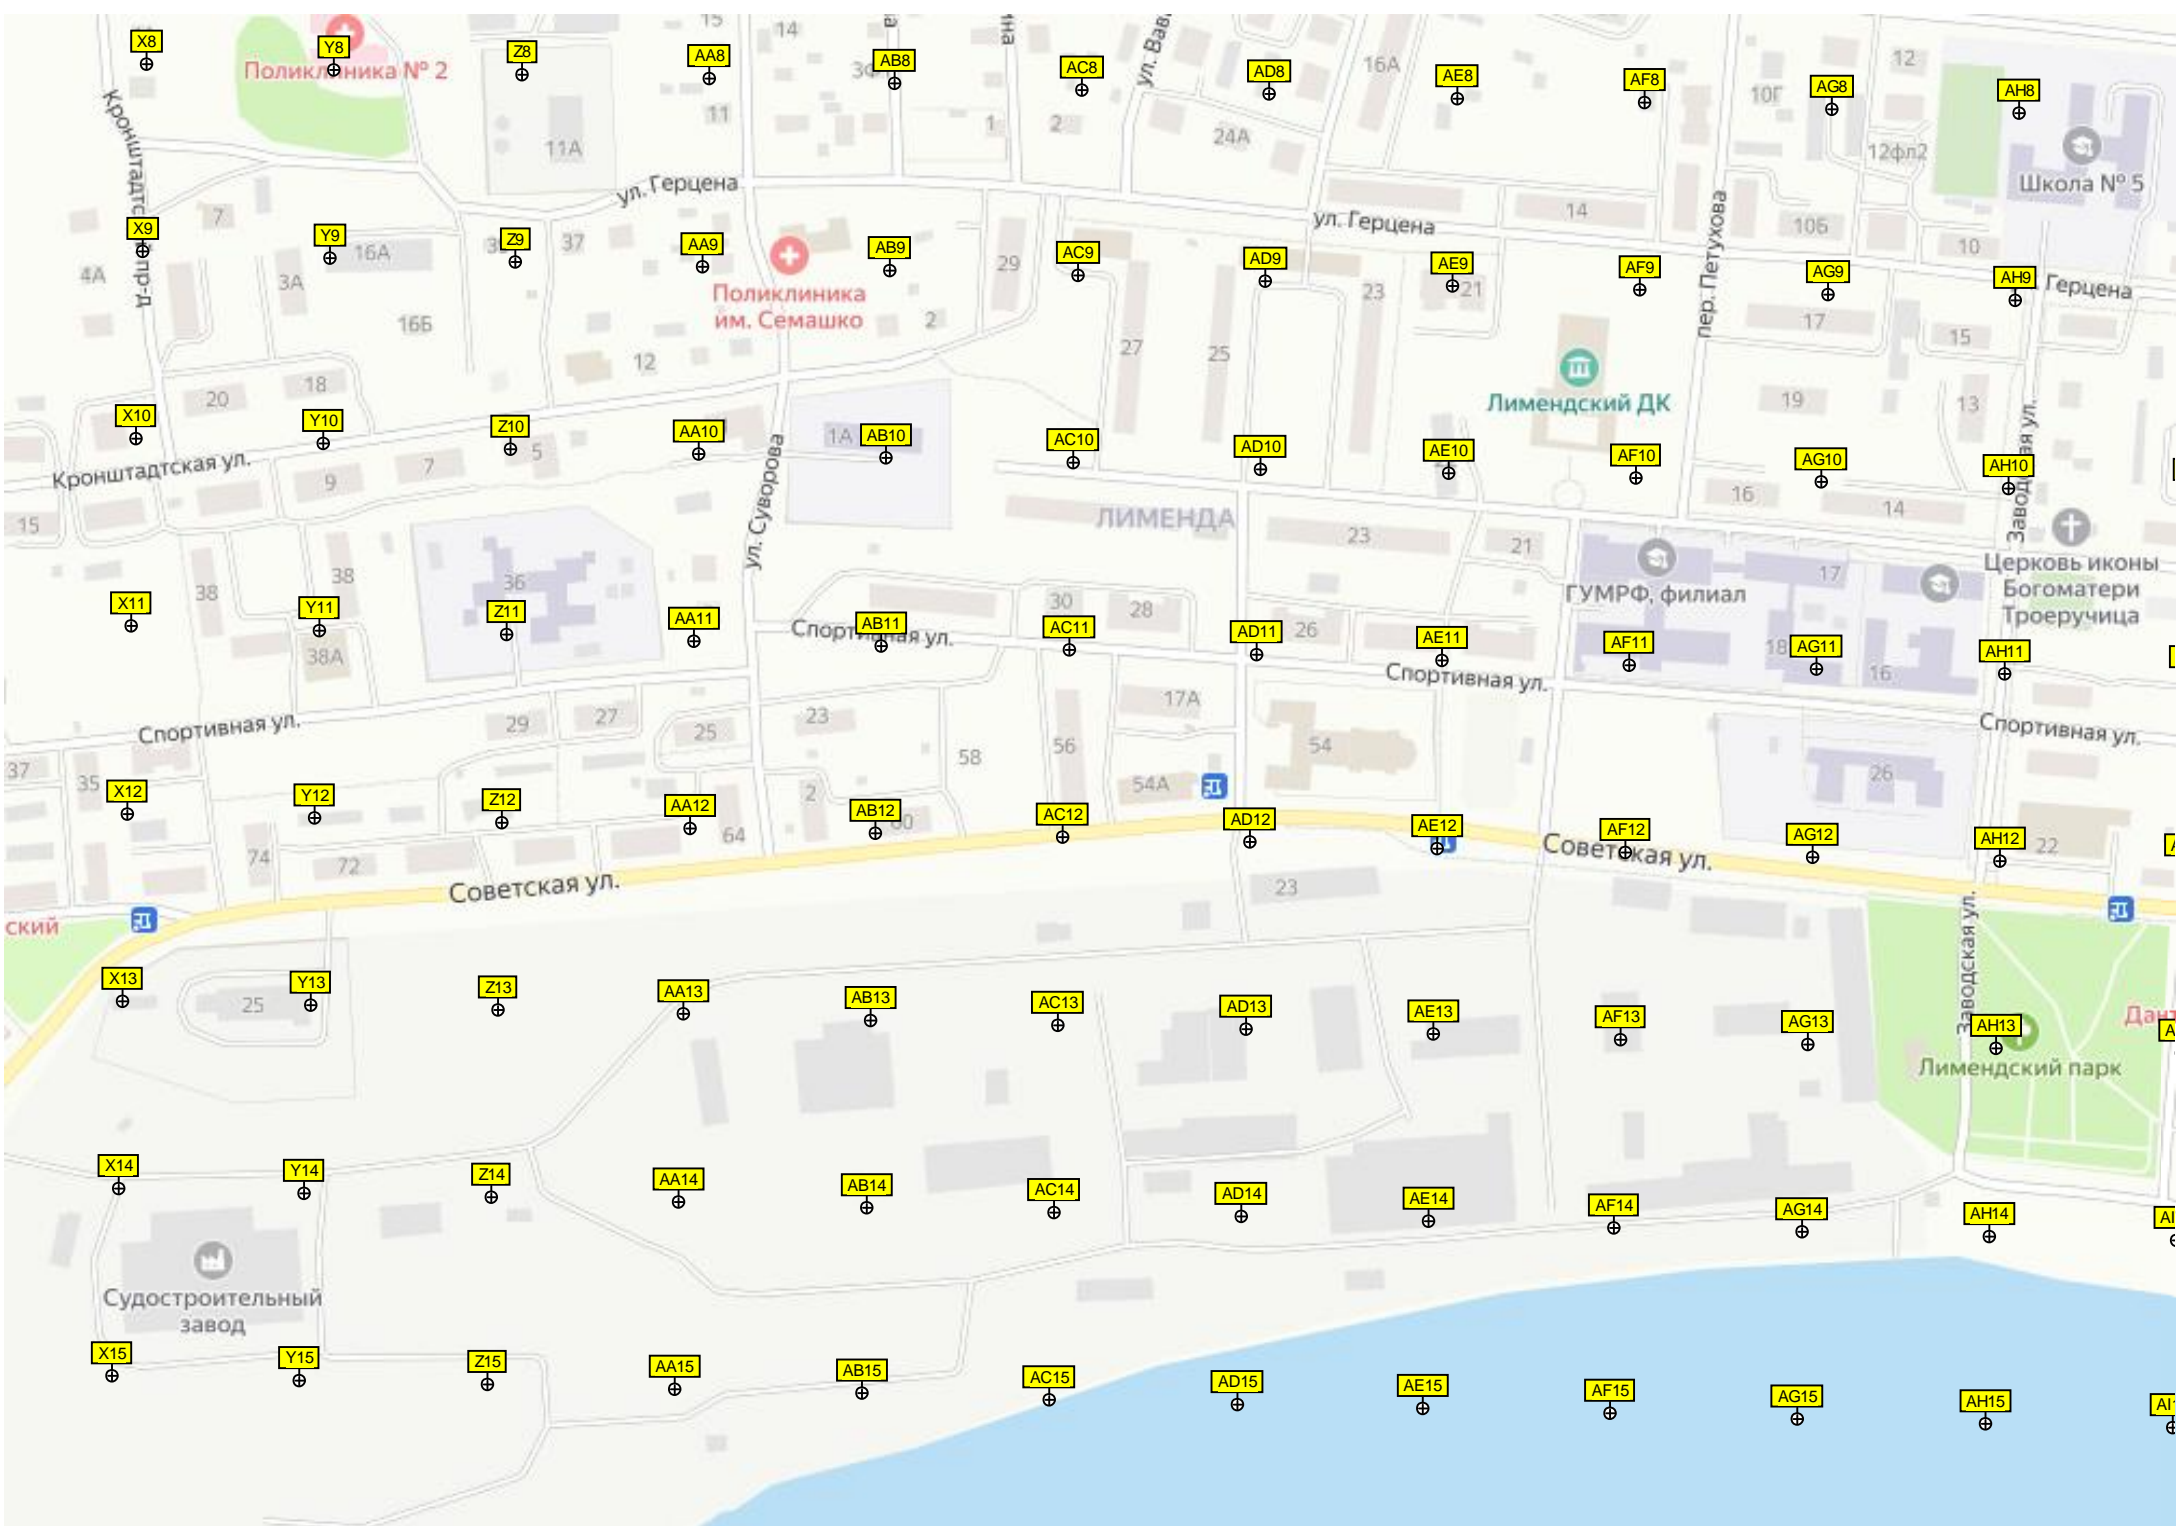 15
14
X8
Y8
Z8
AA8
AB8
AC8
AD8
16А
AE8
AF8
AG8
12
AH8
Поликлиника № 2
10Г
11
11А
1
2
24А
12фл2
Школа № 5
Кронштадтс
пр-д
ул. Вав
ул. Герцена
ул. Герцена
14
7
X9
Y9
16А
Z9
37
AA9
AB9
29
AC9
AD9
AE9
21
AF9
пер. Петухова
10Б
AG9
10
AH9
Герцена
4А
3А
Поликлиника
им. Семашко
23
16Б
2
27
25
17
15
12
Лимендский ДК
20
18
19
13
X10
Y10
Z10
5
AA10
1А
AB10
AC10
AD10
AE10
AF10
AG10
AH10
Кронштадтская ул.
9
7
ул. Суворова
16
14
15
ЛИМЕНДА
23
21
Церковь иконы
Богоматери
Троеручица
38
38
36
30
28
17
ГУМРФ, филиал
X11
Y11
Z11
AA11
AB11
AC11
AD11
26
AE11
AF11
18
AG11
16
AH11
38А
Спортивная ул.
Спортивная ул.
17А
Спортивная ул.
29
27
25
23
56
54
Спортивная ул.
37
35
58
26
X12
Y12
Z12
AA12
64
2
AB12
60
AC12
54А
AD12
AE12
AF12
AG12
AH12
22
74
72
Советская ул.
Советская ул.
23
ский
Заводская ул.
X13
25
Y13
Z13
AA13
AB13
AC13
AD13
AE13
AF13
AG13
AH13
Лимендский парк
X14
Y14
Z14
AA14
AB14
AC14
AD14
AE14
AF14
AG14
AH14
AI
Судостроительный
завод
X15
Y15
Z15
AA15
AB15
AC15
AD15
AE15
AF15
AG15
AH15